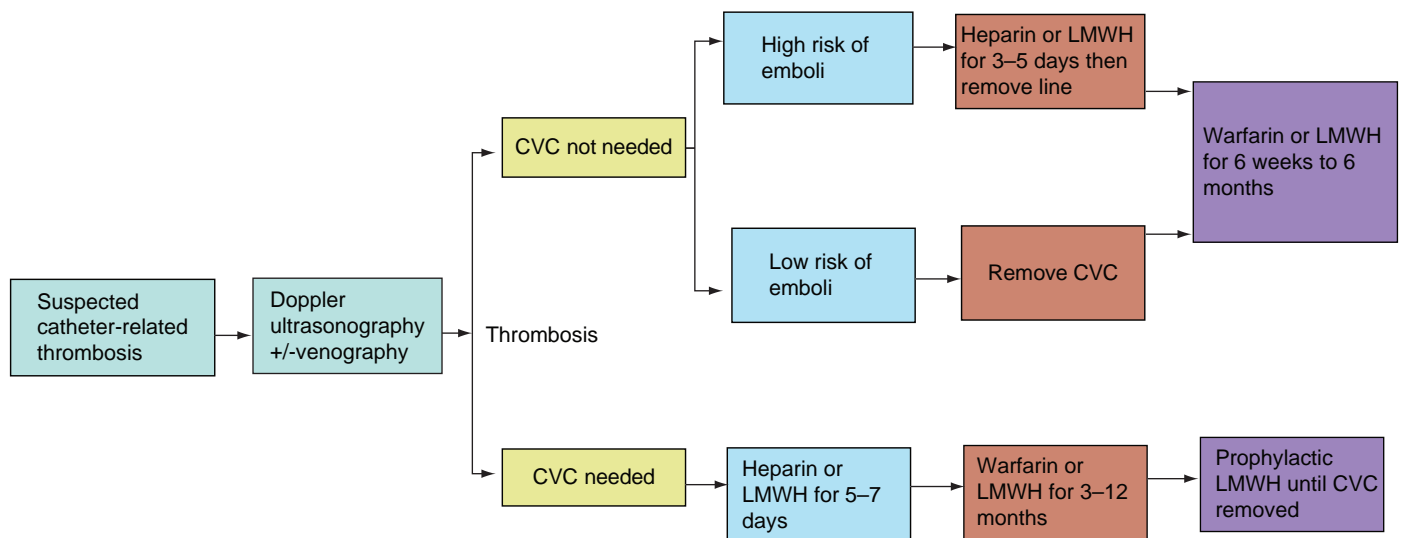 Suspected
catheter-related
thrombosis
Doppler
ultrasonography
+/-venography
Thrombosis
CVC not needed
High risk of
emboli
Heparin or LMWH
for 3–5 days then
remove line
Low risk of
emboli
Remove CVC
Warfarin or LMWH
for 6 weeks to 6
months
CVC needed
Heparin or
LMWH for 5–7
days
Warfarin or
LMWH for 3–12
months
Prophylactic
LMWH until CVC
removed